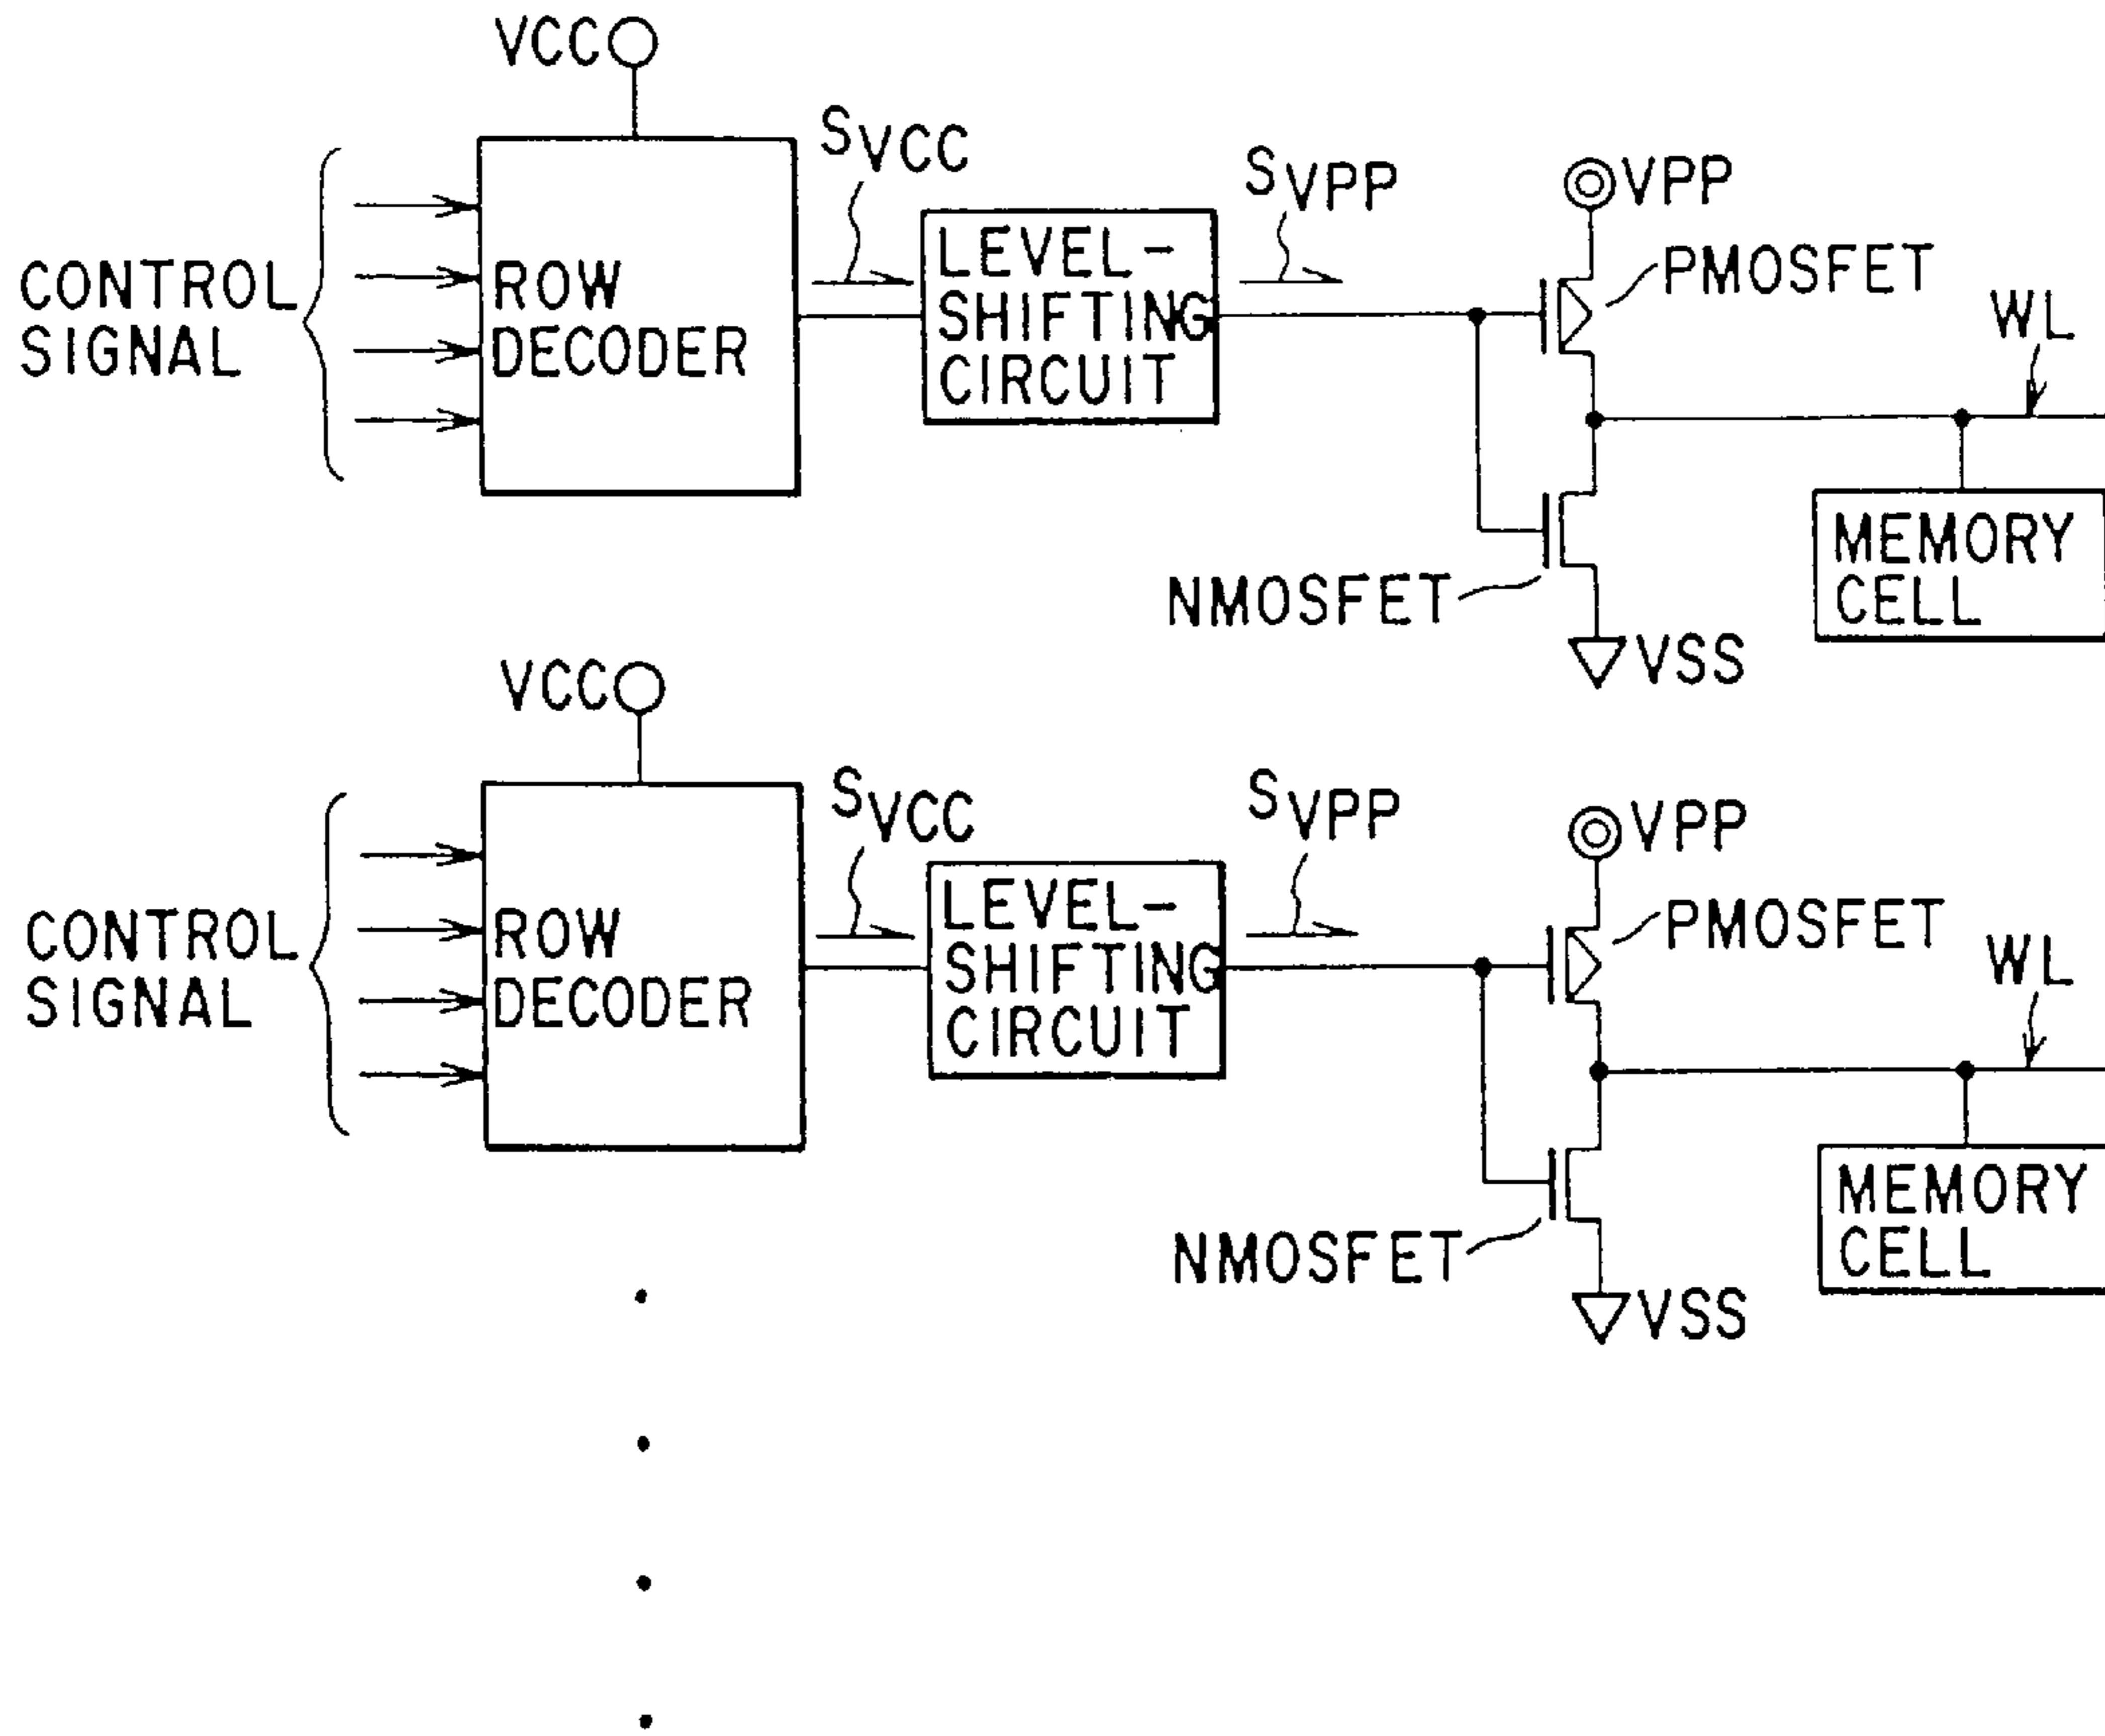 VCC
SVCC
SVPP
VPP
PMOSFET
WL
CONTROL
SIGNAL
ROW
DECODER
LEVEL-
SHIFTING
CIRCUIT
MEMORY
CELL
NMOSFET
VSS
VCC
SVCC
SVPP
VPP
PMOSFET
WL
CONTROL
SIGNAL
ROW
DECODER
LEVEL-
SHIFTING
CIRCUIT
MEMORY
CELL
NMOSFET
VSS